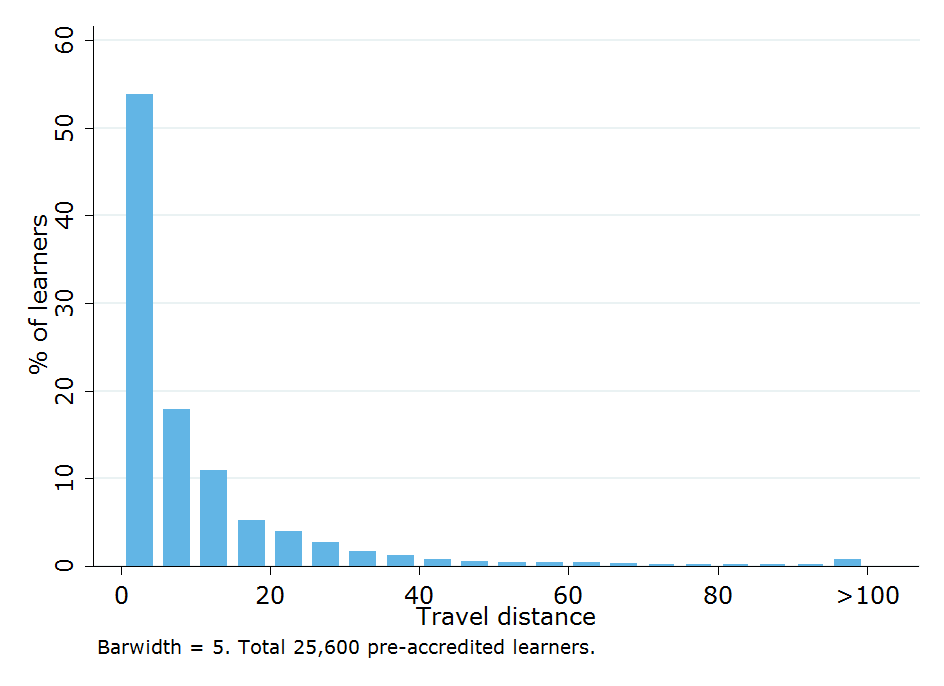 60
50
40
30
20
10
0
% of learners
0 20 40 60 80 >100
Travel distance
Barwidth = 5. Total 25,600 pre-accredited learners.